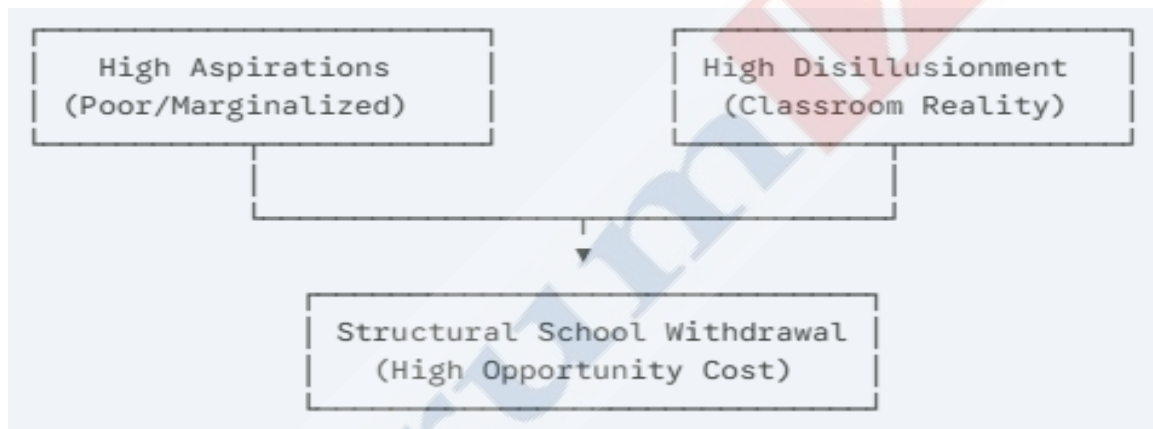 High Aspirations
(Poor/Marginalized)
High Disillusionment
(Classroom Reality)
Structural School Withdrawal
(High Opportunity Cost)